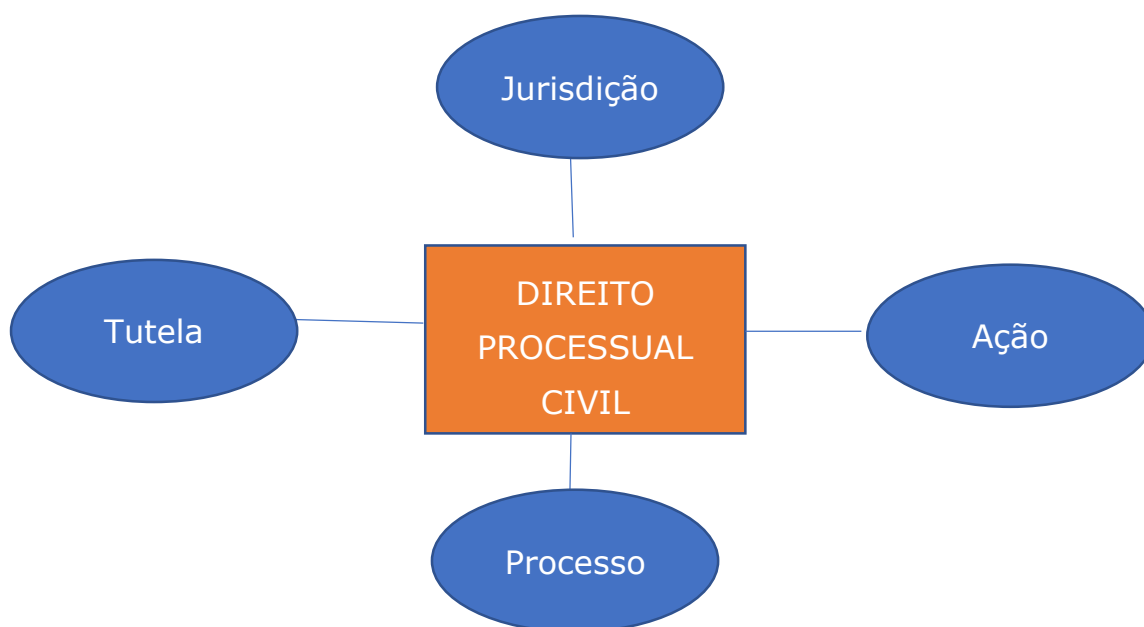 Jurisdição
Tutela
DIREITO
PROCESSUAL
CIVIL
Ação
Processo